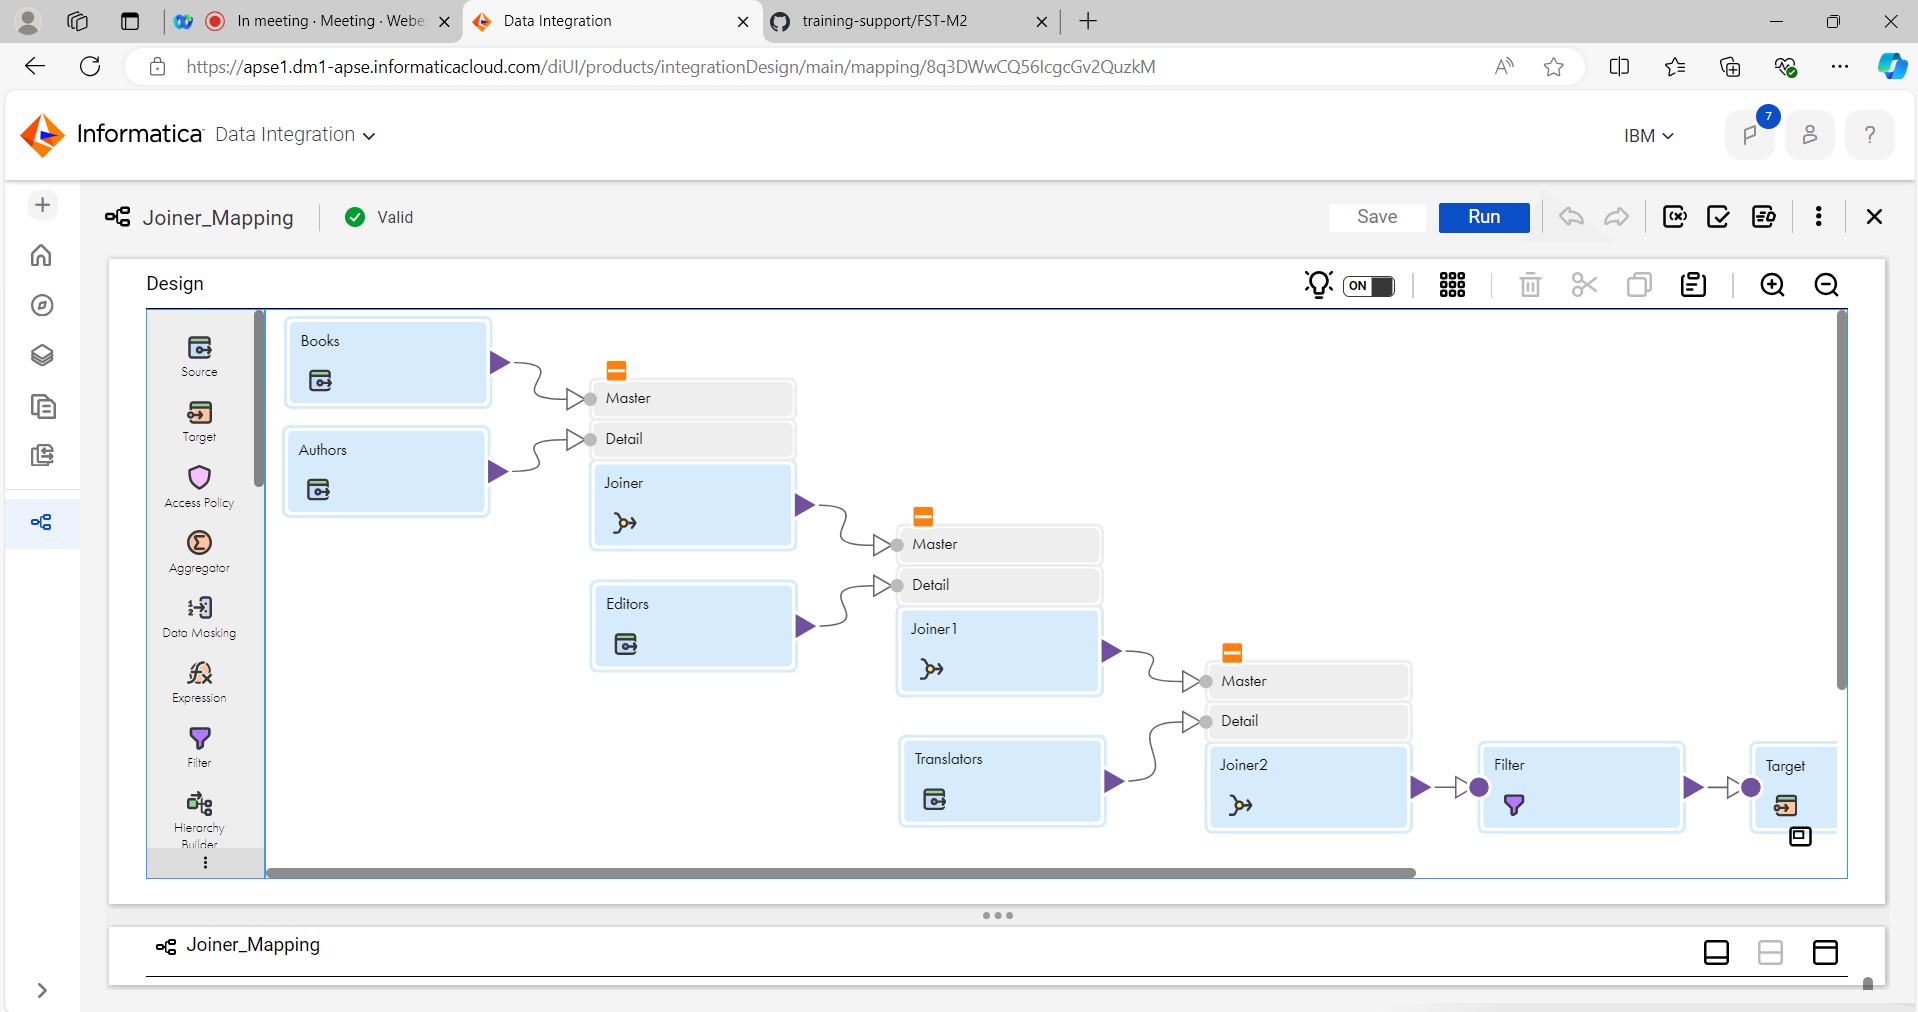 In meeting · Meeting · Webe
Data Integration
training-support/FST-M2
https://apse1.dm1-apse.informaticacloud.com/diUI/products/integrationDesign/main/mapping/8q3DWwCQ56lcgcGv2QuzkM
Informatica Data Integration
IBM
7
?
Joiner_Mapping
Valid
Save
Run
Design
ON
Source
Target
Access Policy
Aggregator
Data Masking
Expression
Filter
Hierarchy
Builder
Books
Authors
Master
Detail
Joiner
Editors
Master
Detail
Joiner1
Translators
Master
Detail
Joiner2
Filter
Target
Joiner_Mapping